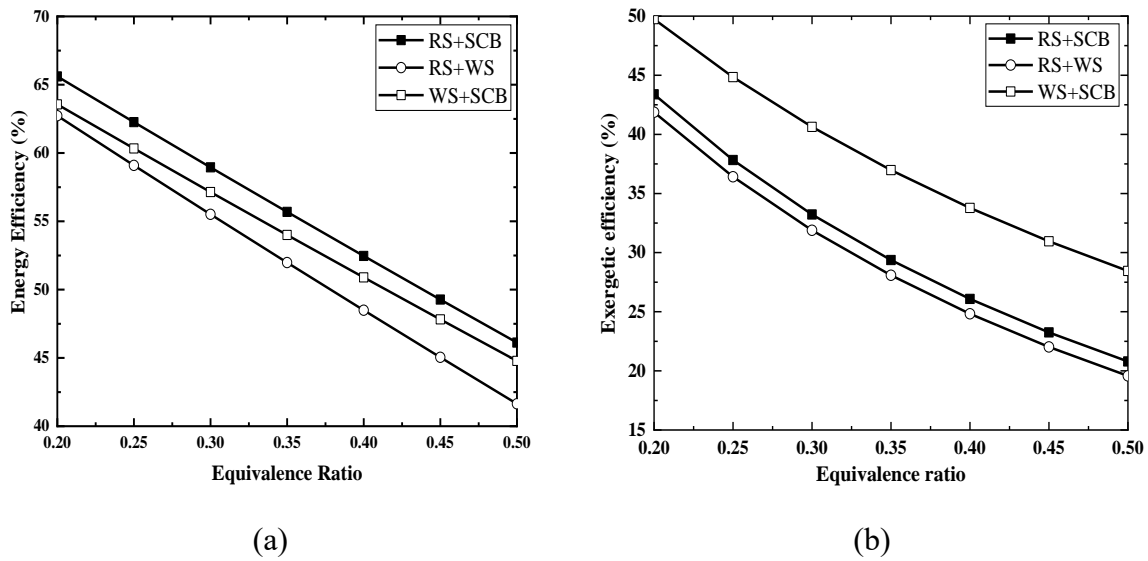 70
65
60
55
50
45
40
Energy Efficiency (%)
RS+SCB
RS+WS
WS+SCB
0.20 0.25 0.30 0.35 0.40 0.45 0.50
Equivalence Ratio
(a)
50
45
40
35
30
25
20
15
Exergetic efficiency (%)
RS+SCB
RS+WS
WS+SCB
0.20 0.25 0.30 0.35 0.40 0.45 0.50
Equivalence ratio
(b)